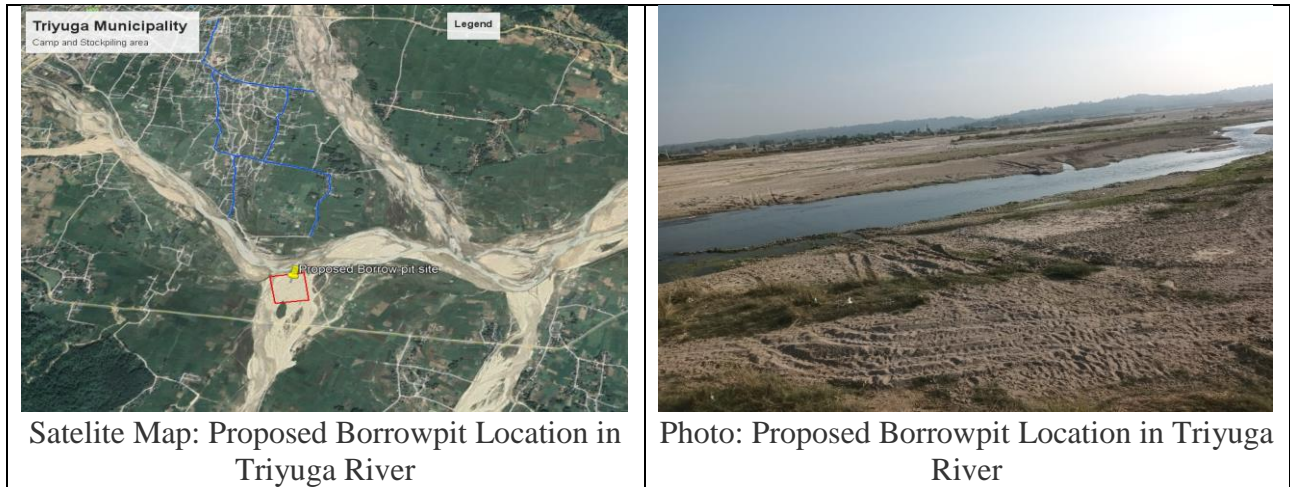 Triyuga Municipality
Camp and Stockpiling area
Legend
Proposed Borrow-pit site
Satelite Map: Proposed Borrowpit Location in
Triyuga River
Photo: Proposed Borrowpit Location in Triyuga
River